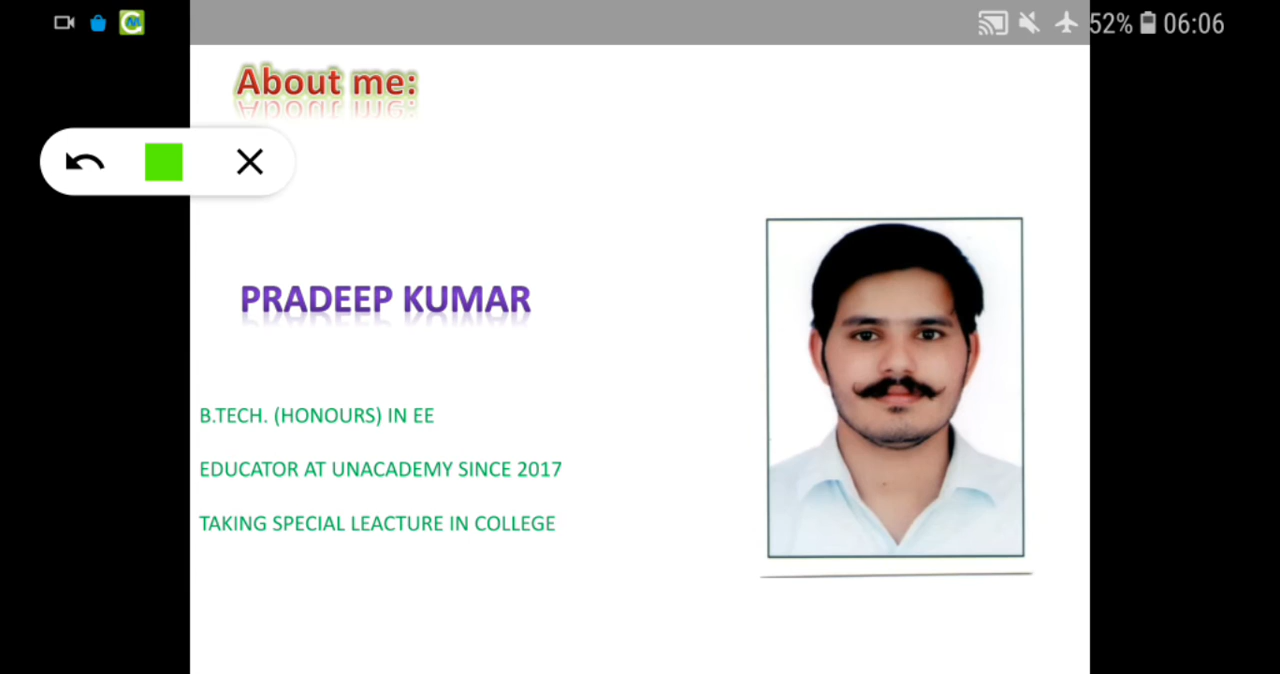 52% 06:06
About me:
PRADEEP KUMAR
B.TECH. (HONOURS) IN EE
EDUCATOR AT UNACADEMY SINCE 2017
TAKING SPECIAL LEACTURE IN COLLEGE